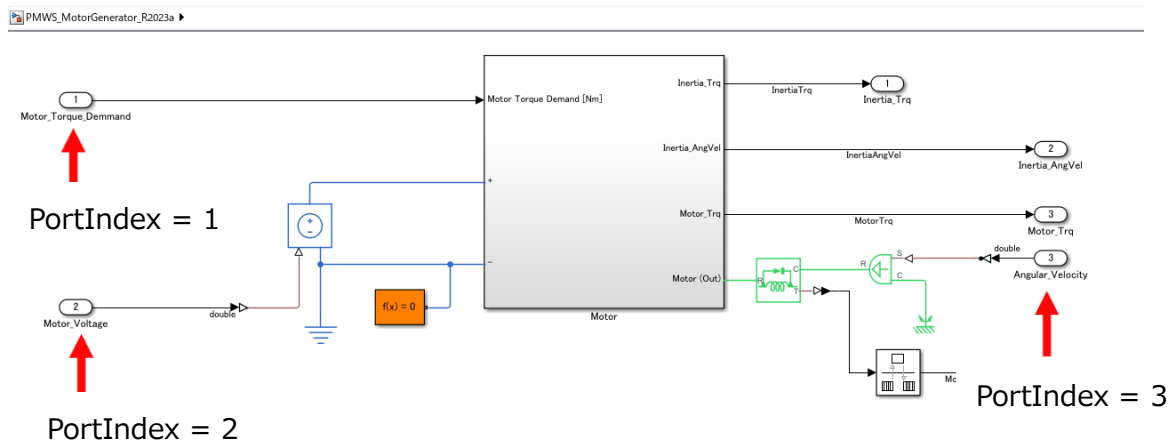 PMWS_MotorGenerator_R2023a
1
Motor_Torque_Demmand
PortIndex = 1
Motor Torque Demand [Nm]
Inertia_Trq
InertiaTrq
1
Inertia_Trq
Inertia_AngVel
InertiaAngVel
2
Inertia_AngVel
Motor_Trq
MotorTrq
3
Motor_Trq
+
−
+
−
Motor (Out)
Motor
R
C
T
R
S
C
double
3
Angular_Velocity
2
Motor_Voltage
double
f(x) = 0
PortIndex = 2
Mc
PortIndex = 3